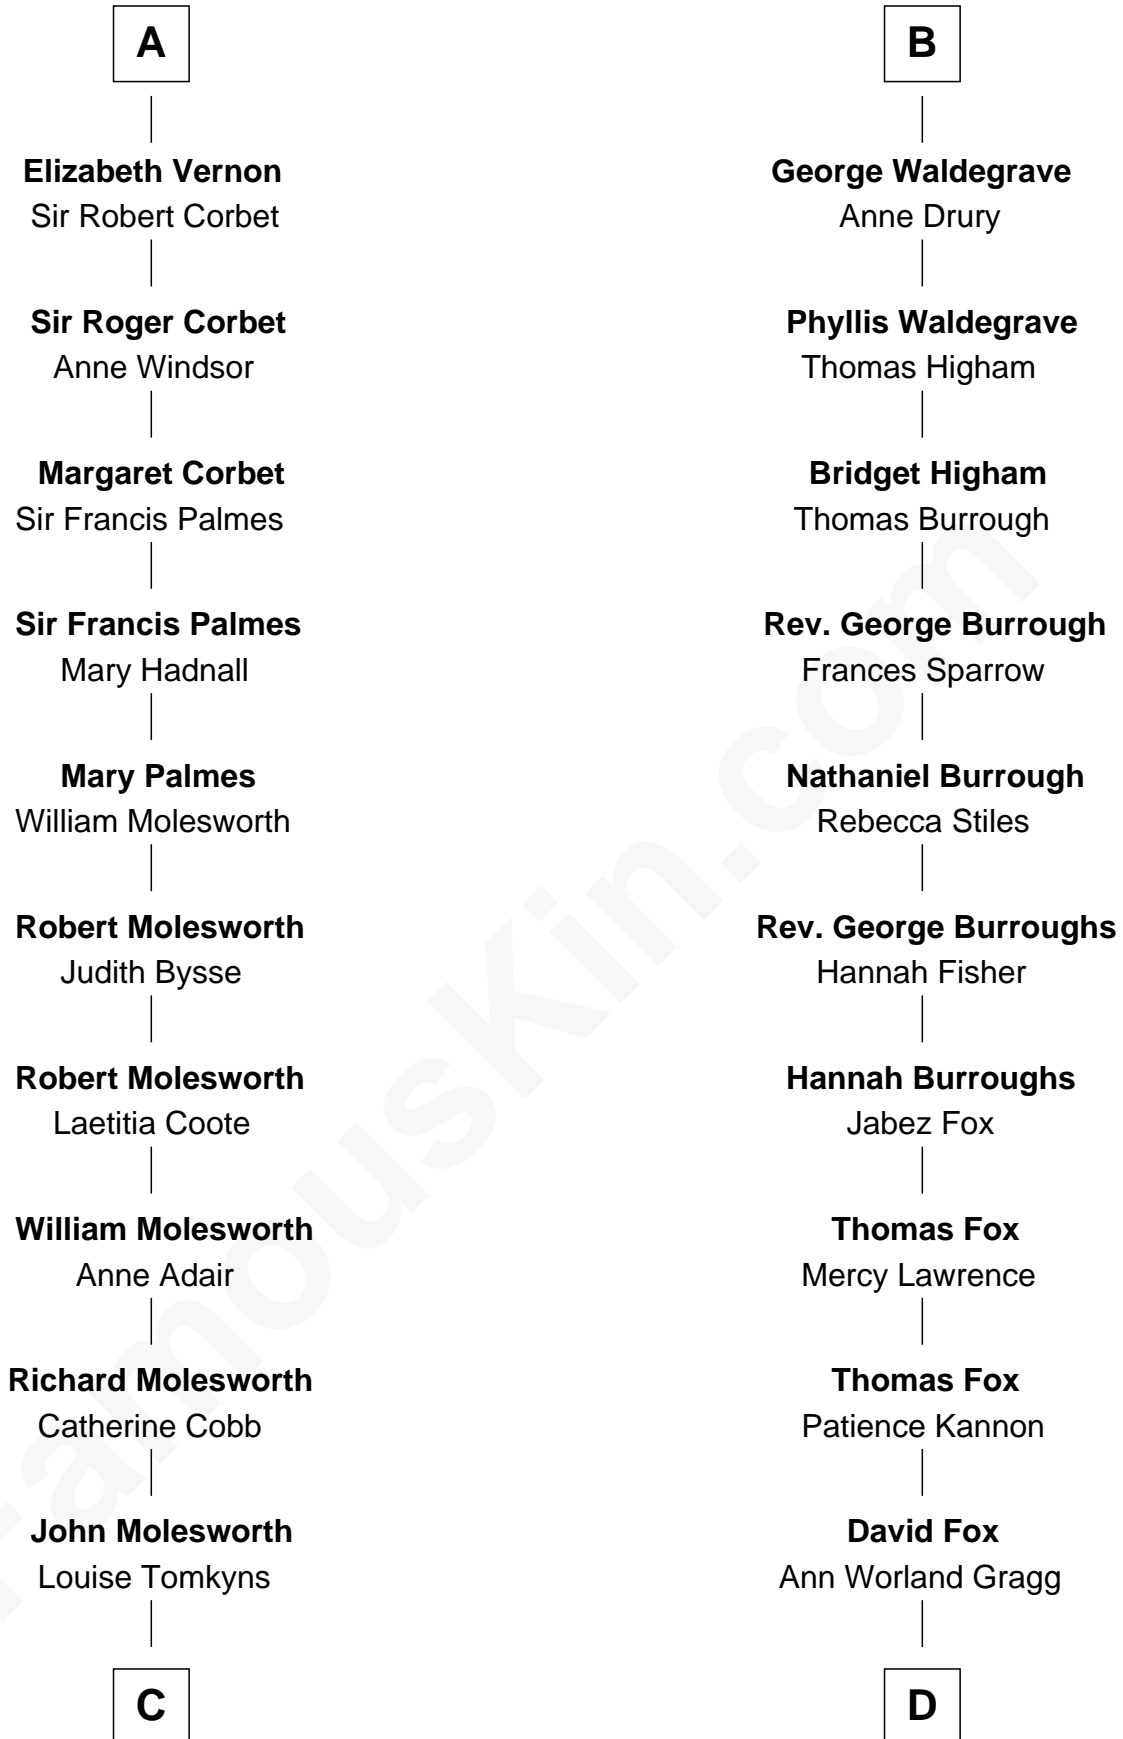 A
Elizabeth Vernon
Sir Robert Corbet
Sir Roger Corbet
Anne Windsor
Margaret Corbet
Sir Francis Palmes
Sir Francis Palmes
Mary Hadnall
Mary Palmes
William Molesworth
Robert Molesworth
Judith Bysse
Robert Molesworth
Laetitia Coote
William Molesworth
Anne Adair
Richard Molesworth
Catherine Cobb
John Molesworth
Louise Tomkyns
C
B
George Waldegrave
Anne Drury
Phyllis Waldegrave
Thomas Higham
Bridget Higham
Thomas Burrough
Rev. George Burrough
Frances Sparrow
Nathaniel Burrough
Rebecca Stiles
Rev. George Burroughs
Hannah Fisher
Hannah Burroughs
Jabez Fox
Thomas Fox
Mercy Lawrence
Thomas Fox
Patience Kannon
David Fox
Ann Worland Gragg
D
FamousKin.com